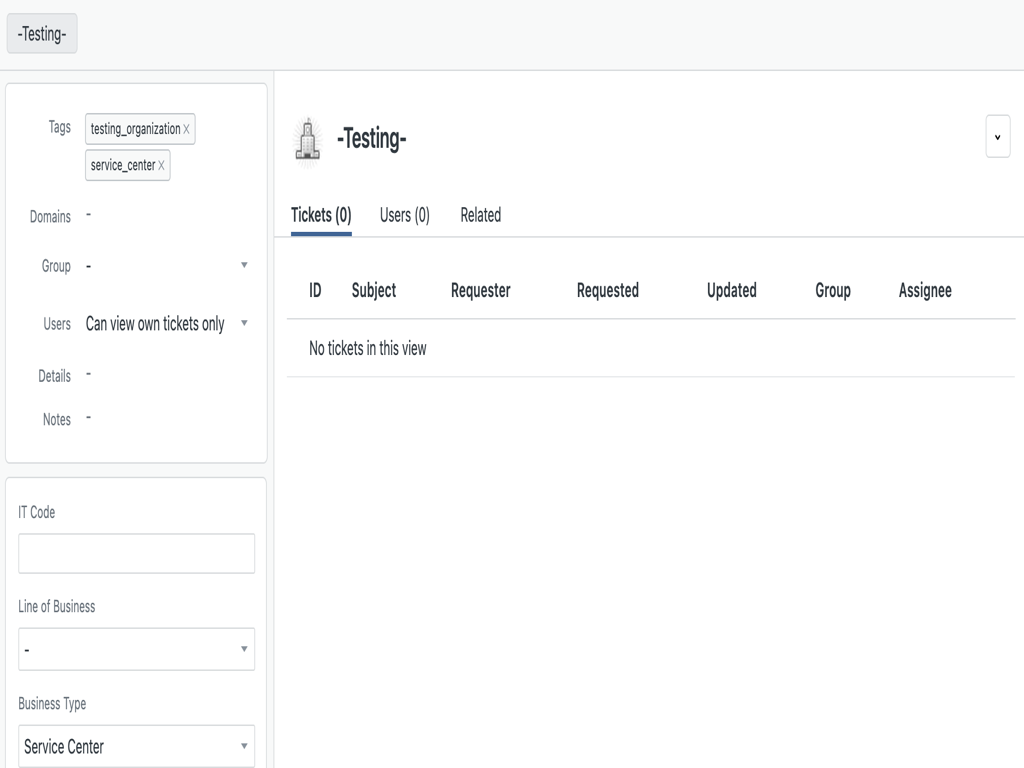 -Testing-
Tags
testing_organization X
service_center X
Domains -
Group -
Users Can view own tickets only
Details -
Notes -
IT Code
Line of Business
-
Business Type
Service Center
-Testing-
Tickets (0) Users (0) Related
ID Subject Requester Requested Updated Group Assignee
No tickets in this view